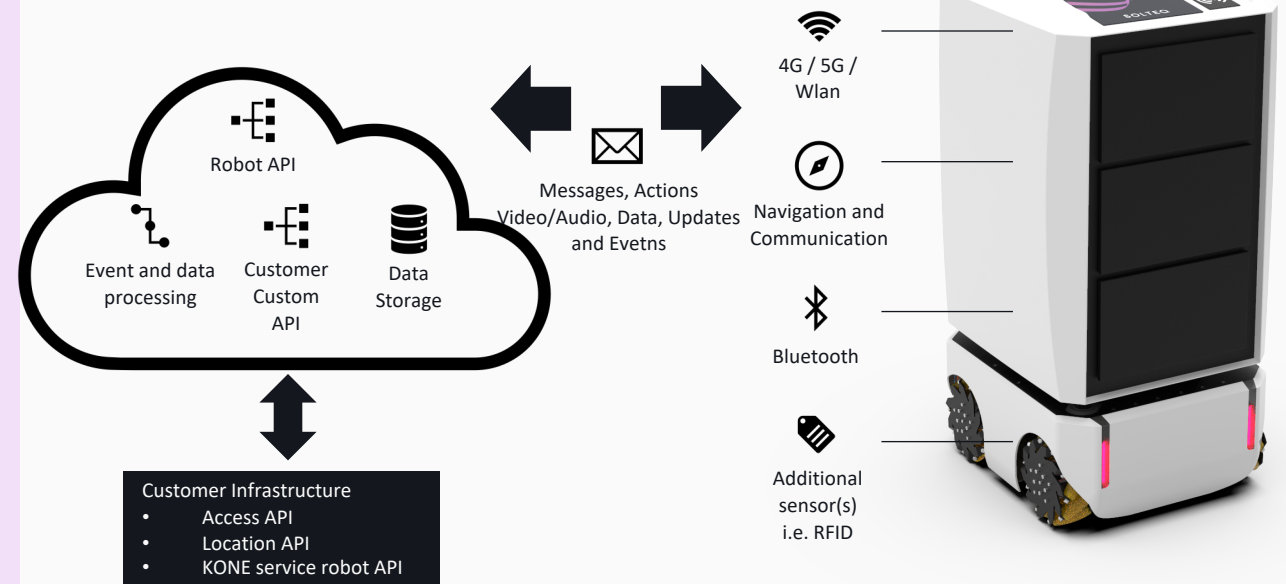 SOLTEQ
4G / 5G /
Wlan
Robot API
Messages, Actions
Video/Audio, Data, Updates
and Evetns
Navigation and
Communication
Event and data
processing
Customer
Custom
API
Data
Storage
Bluetooth
Additional
sensor(s)
i.e. RFID
Customer Infrastructure
• Access API
• Location API
• KONE service robot API